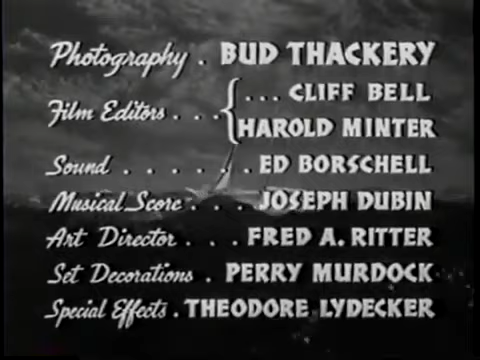 Photography . BUD THACKERY
Film Editors . . . { . . . CLIFF BELL
HAROLD MINTER
Sound . . . . . . ED BORSCHELL
Musical Score . . . JOSEPH DUBIN
Art Director . . . FRED A. RITTER
Set Decorations . PERRY MURDOCK
Special Effects . THEODORE LYDECKER